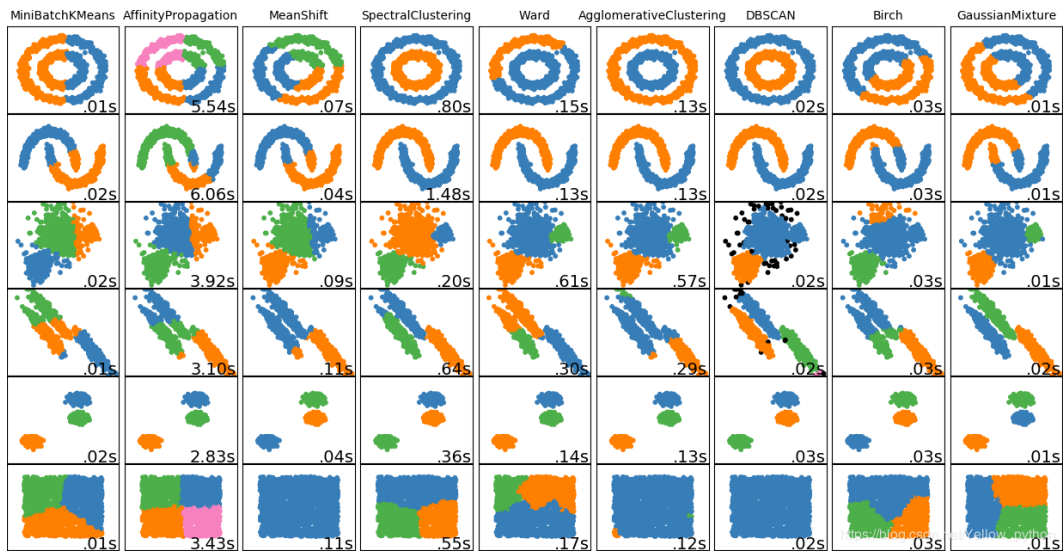 MiniBatchKMeans AffinityPropagation MeanShift SpectralClustering Ward AgglomerativeClustering DBSCAN Birch GaussianMixture
.01s 5.54s .07s .80s .15s .13s .02s .03s .01s
.02s 6.06s .04s 1.48s .13s .13s .02s .03s .01s
.02s 3.92s .09s .20s .61s .57s .02s .03s .01s
.01s 3.10s .11s .64s .30s .29s .02s .03s .02s
.02s 2.83s .04s .36s .14s .13s .03s .03s .01s
.01s 3.43s .11s .55s .17s .12s .02s .03s .01s